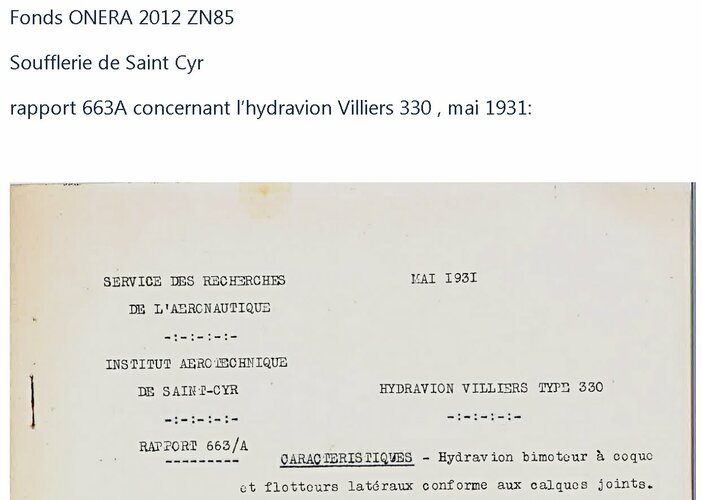 Fonds ONERA 2012 ZN85
Soufflerie de Saint Cyr
rapport 663A concernant l’hydravion Villiers 330 , mai 1931:
SERVICE DES RECHERCHES
DE L'AERONAUTIQUE
-:-:-:-:-
INSTITUT AEROTECHNIQUE
DE SAINT-CYR
-:-:-:-:-
RAPPORT 663/A
---------
MAI 1931
HYDRAVION VILLIERS TYPE 330
-:-:-:-:-
CARACTERISTIQUES - Hydravion bimoteur à coque
et flotteurs latéraux conforme aux calques joints.